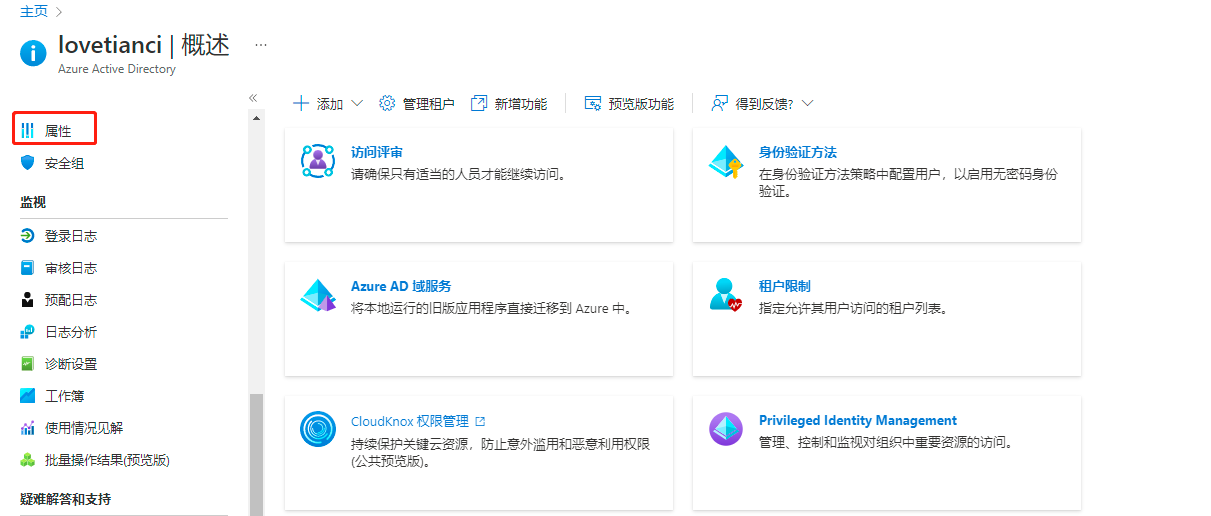 主页
lovetianci | 概述
Azure Active Directory
属性
安全组
监视
登录日志
审核日志
预配日志
日志分析
诊断设置
工作簿
使用情况见解
批量操作结果(预览版)
疑难解答和支持
添加
管理租户
新增功能
预览版功能
得到反馈?
访问评审
请确保只有适当的人员才能继续访问。
身份验证方法
在身份验证方法策略中配置用户，以启用无密码身份
验证。
Azure AD 域服务
将本地运行的旧版应用程序直接迁移到 Azure 中。
租户限制
指定允许其用户访问的租户列表。
CloudKnox 权限管理
持续保护关键云资源，防止意外滥用和恶意利用权限
(公共预览版)。
Privileged Identity Management
管理、控制和监视对组织中重要资源的访问。